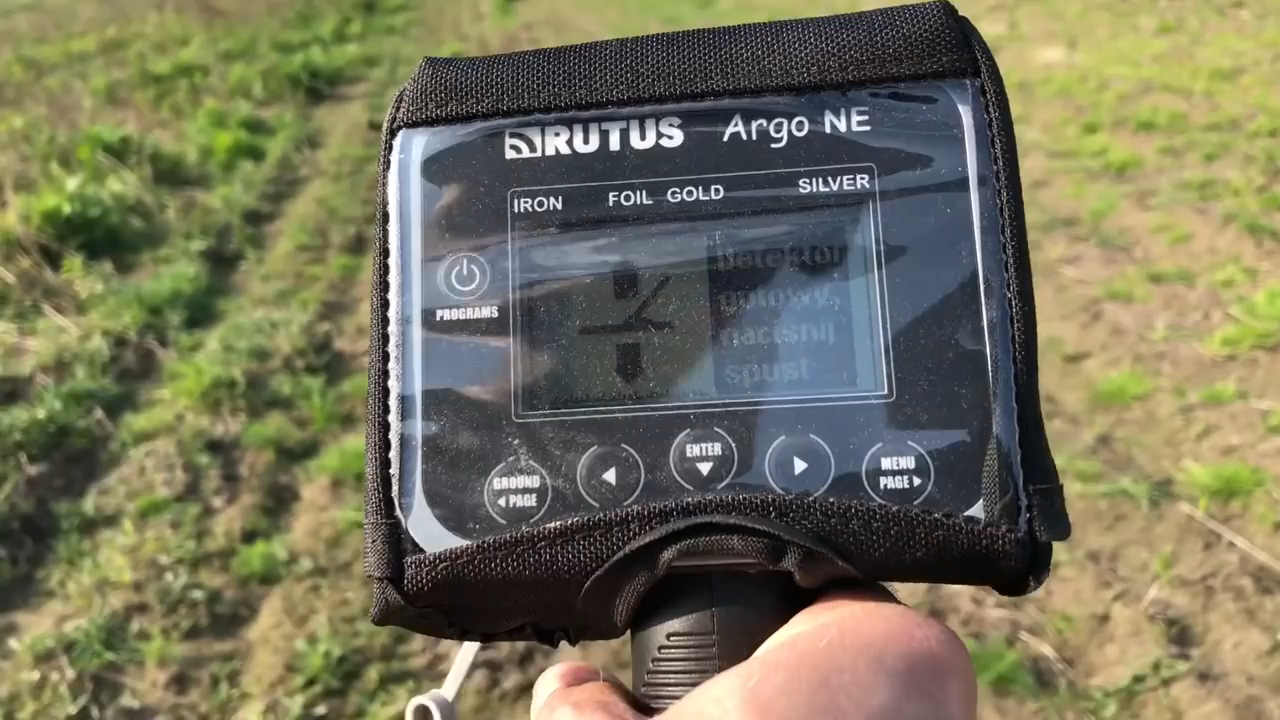 RUTUS Argo NE
IRON FOIL GOLD SILVER
PROGRAMS
Detektor
gotowy,
naciśnij
spust
GROUND
PAGE
ENTER
MENU
PAGE